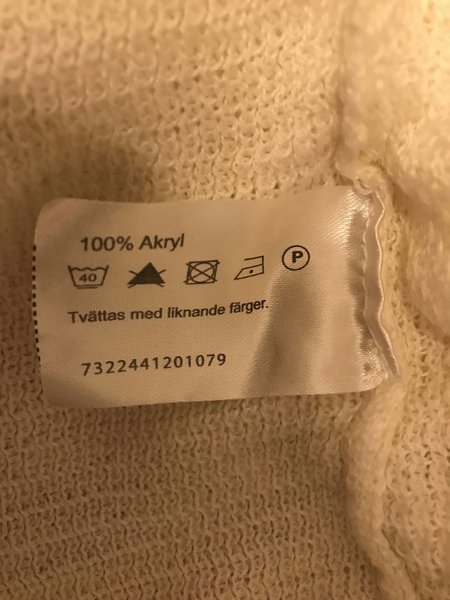 100% Akryl
40 P
Tvättas med liknande färger.
7322441201079